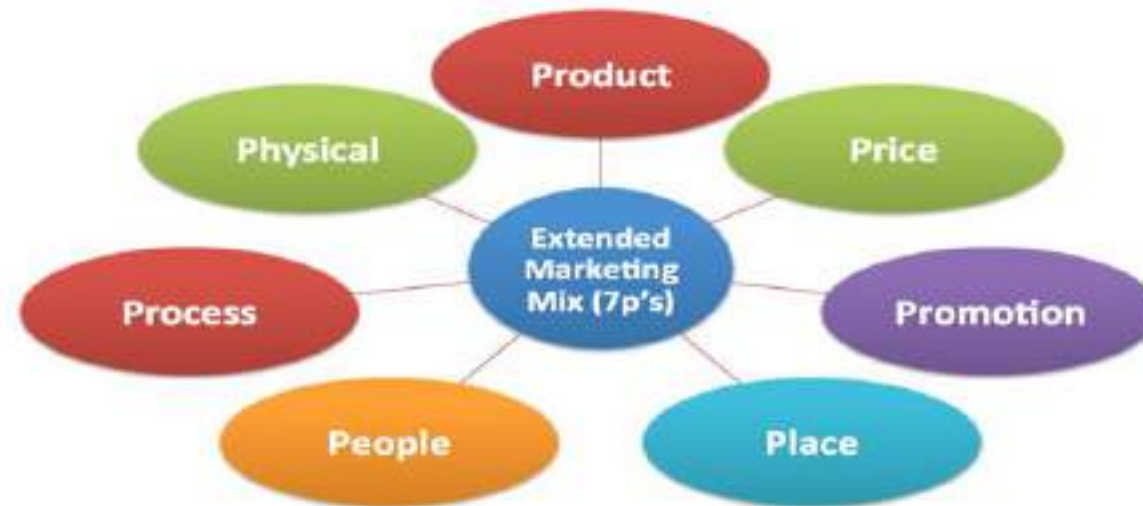 Product
Physical
Price
Extended
Marketing
Mix (7p's)
Process
Promotion
People
Place